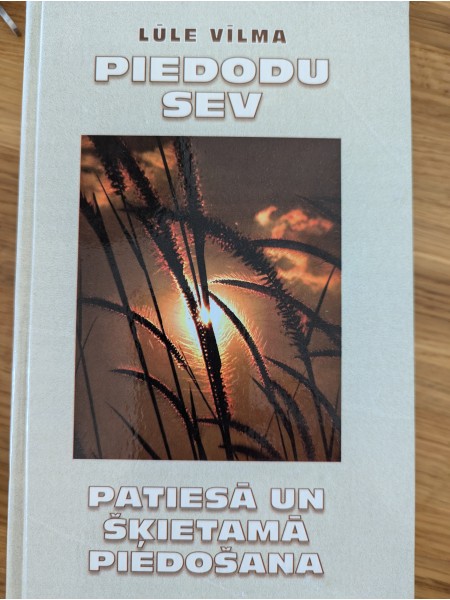 LŪLE VĪLMA
PIEDODU
SEV
PATIESĀ UN
ŠĶIETAMĀ
PIEDOŠANA